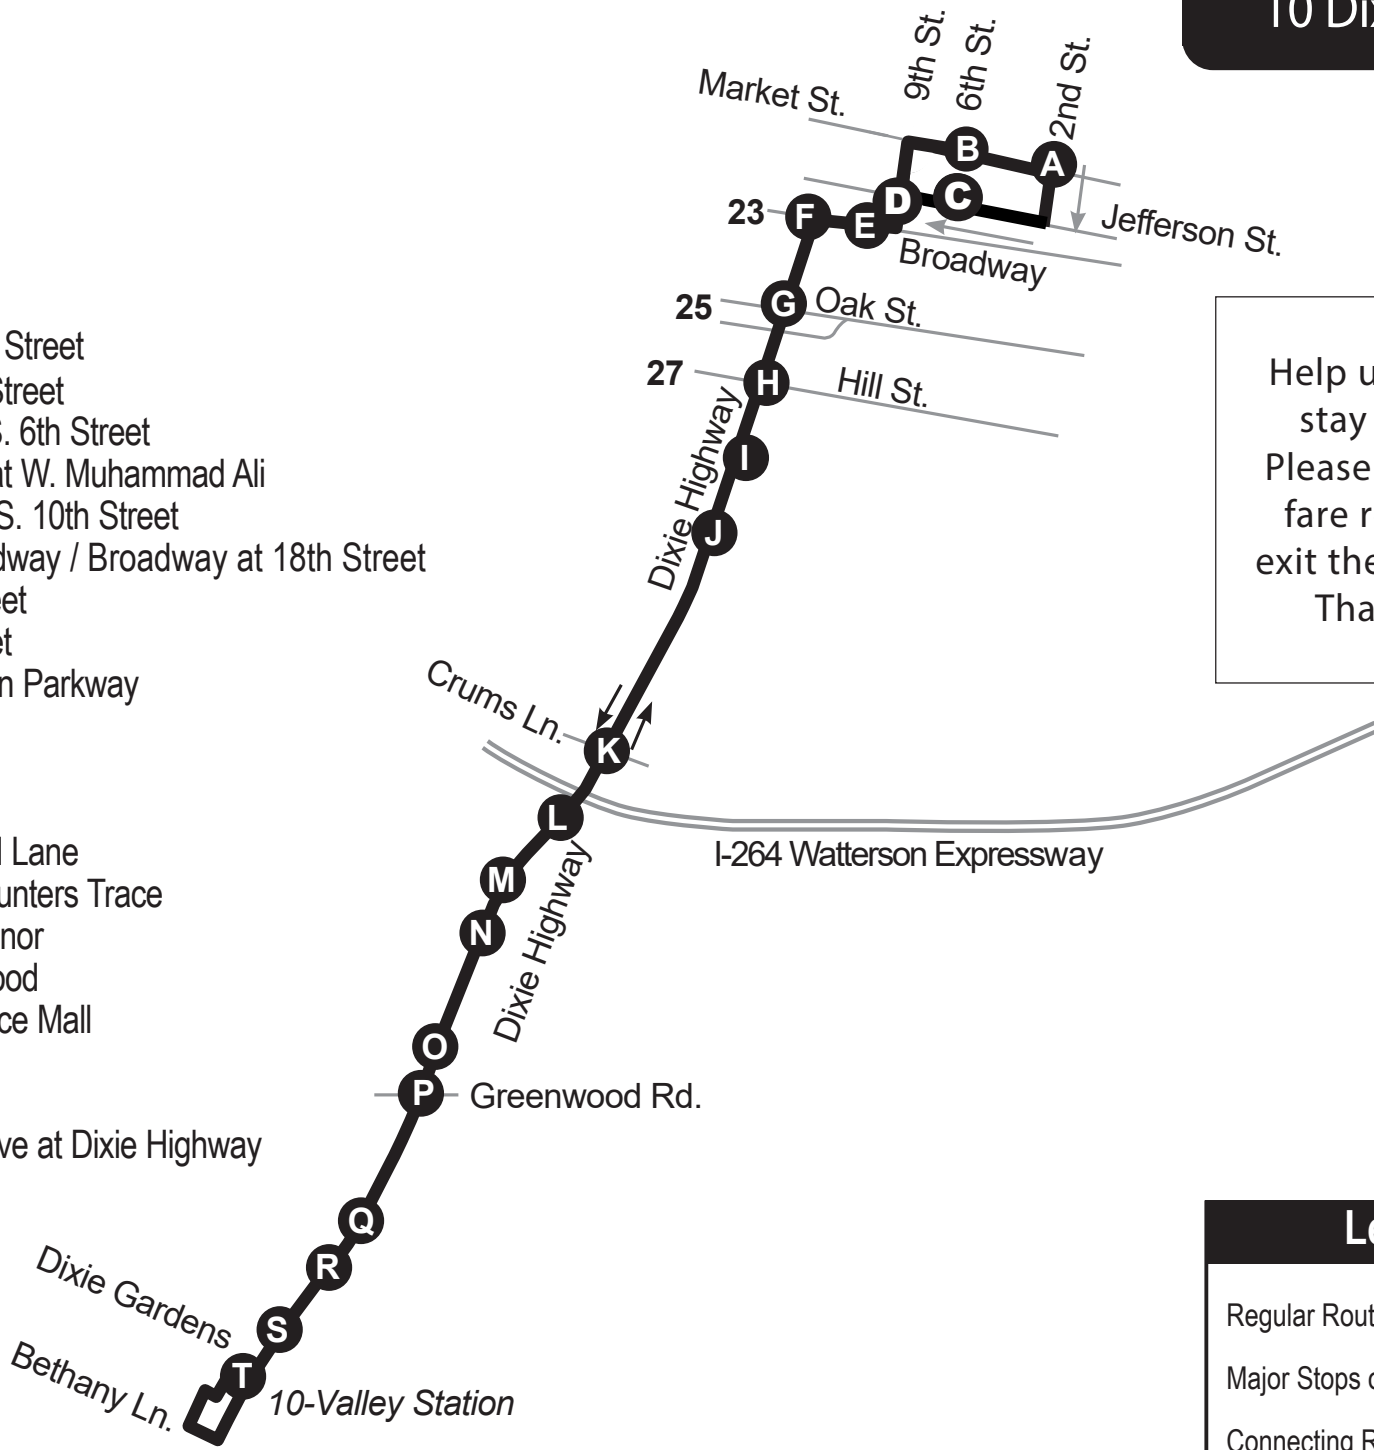 10 Dix
9th St.
6th St.
2nd St.
Market St.
B
A
D
C
23
F
E
Jefferson St.
Broadway
25
G
Oak St.
27
H
Hill St.
Dixie Highway
I
J
Street
Street
S. 6th Street
at W. Muhammad Ali
S. 10th Street
dway / Broadway at 18th Street
eet
et
n Parkway
Help u
stay
Please
fare r
exit the
Tha
Crums Ln.
K
L
I-264 Watterson Expressway
M
N
Dixie Highway
l Lane
unters Trace
nor
ood
ce Mall
O
P
Greenwood Rd.
ve at Dixie Highway
Q
R
S
T
Dixie Gardens
Bethany Ln.
10-Valley Station
Le
Regular Rout
Major Stops o
Connecting R